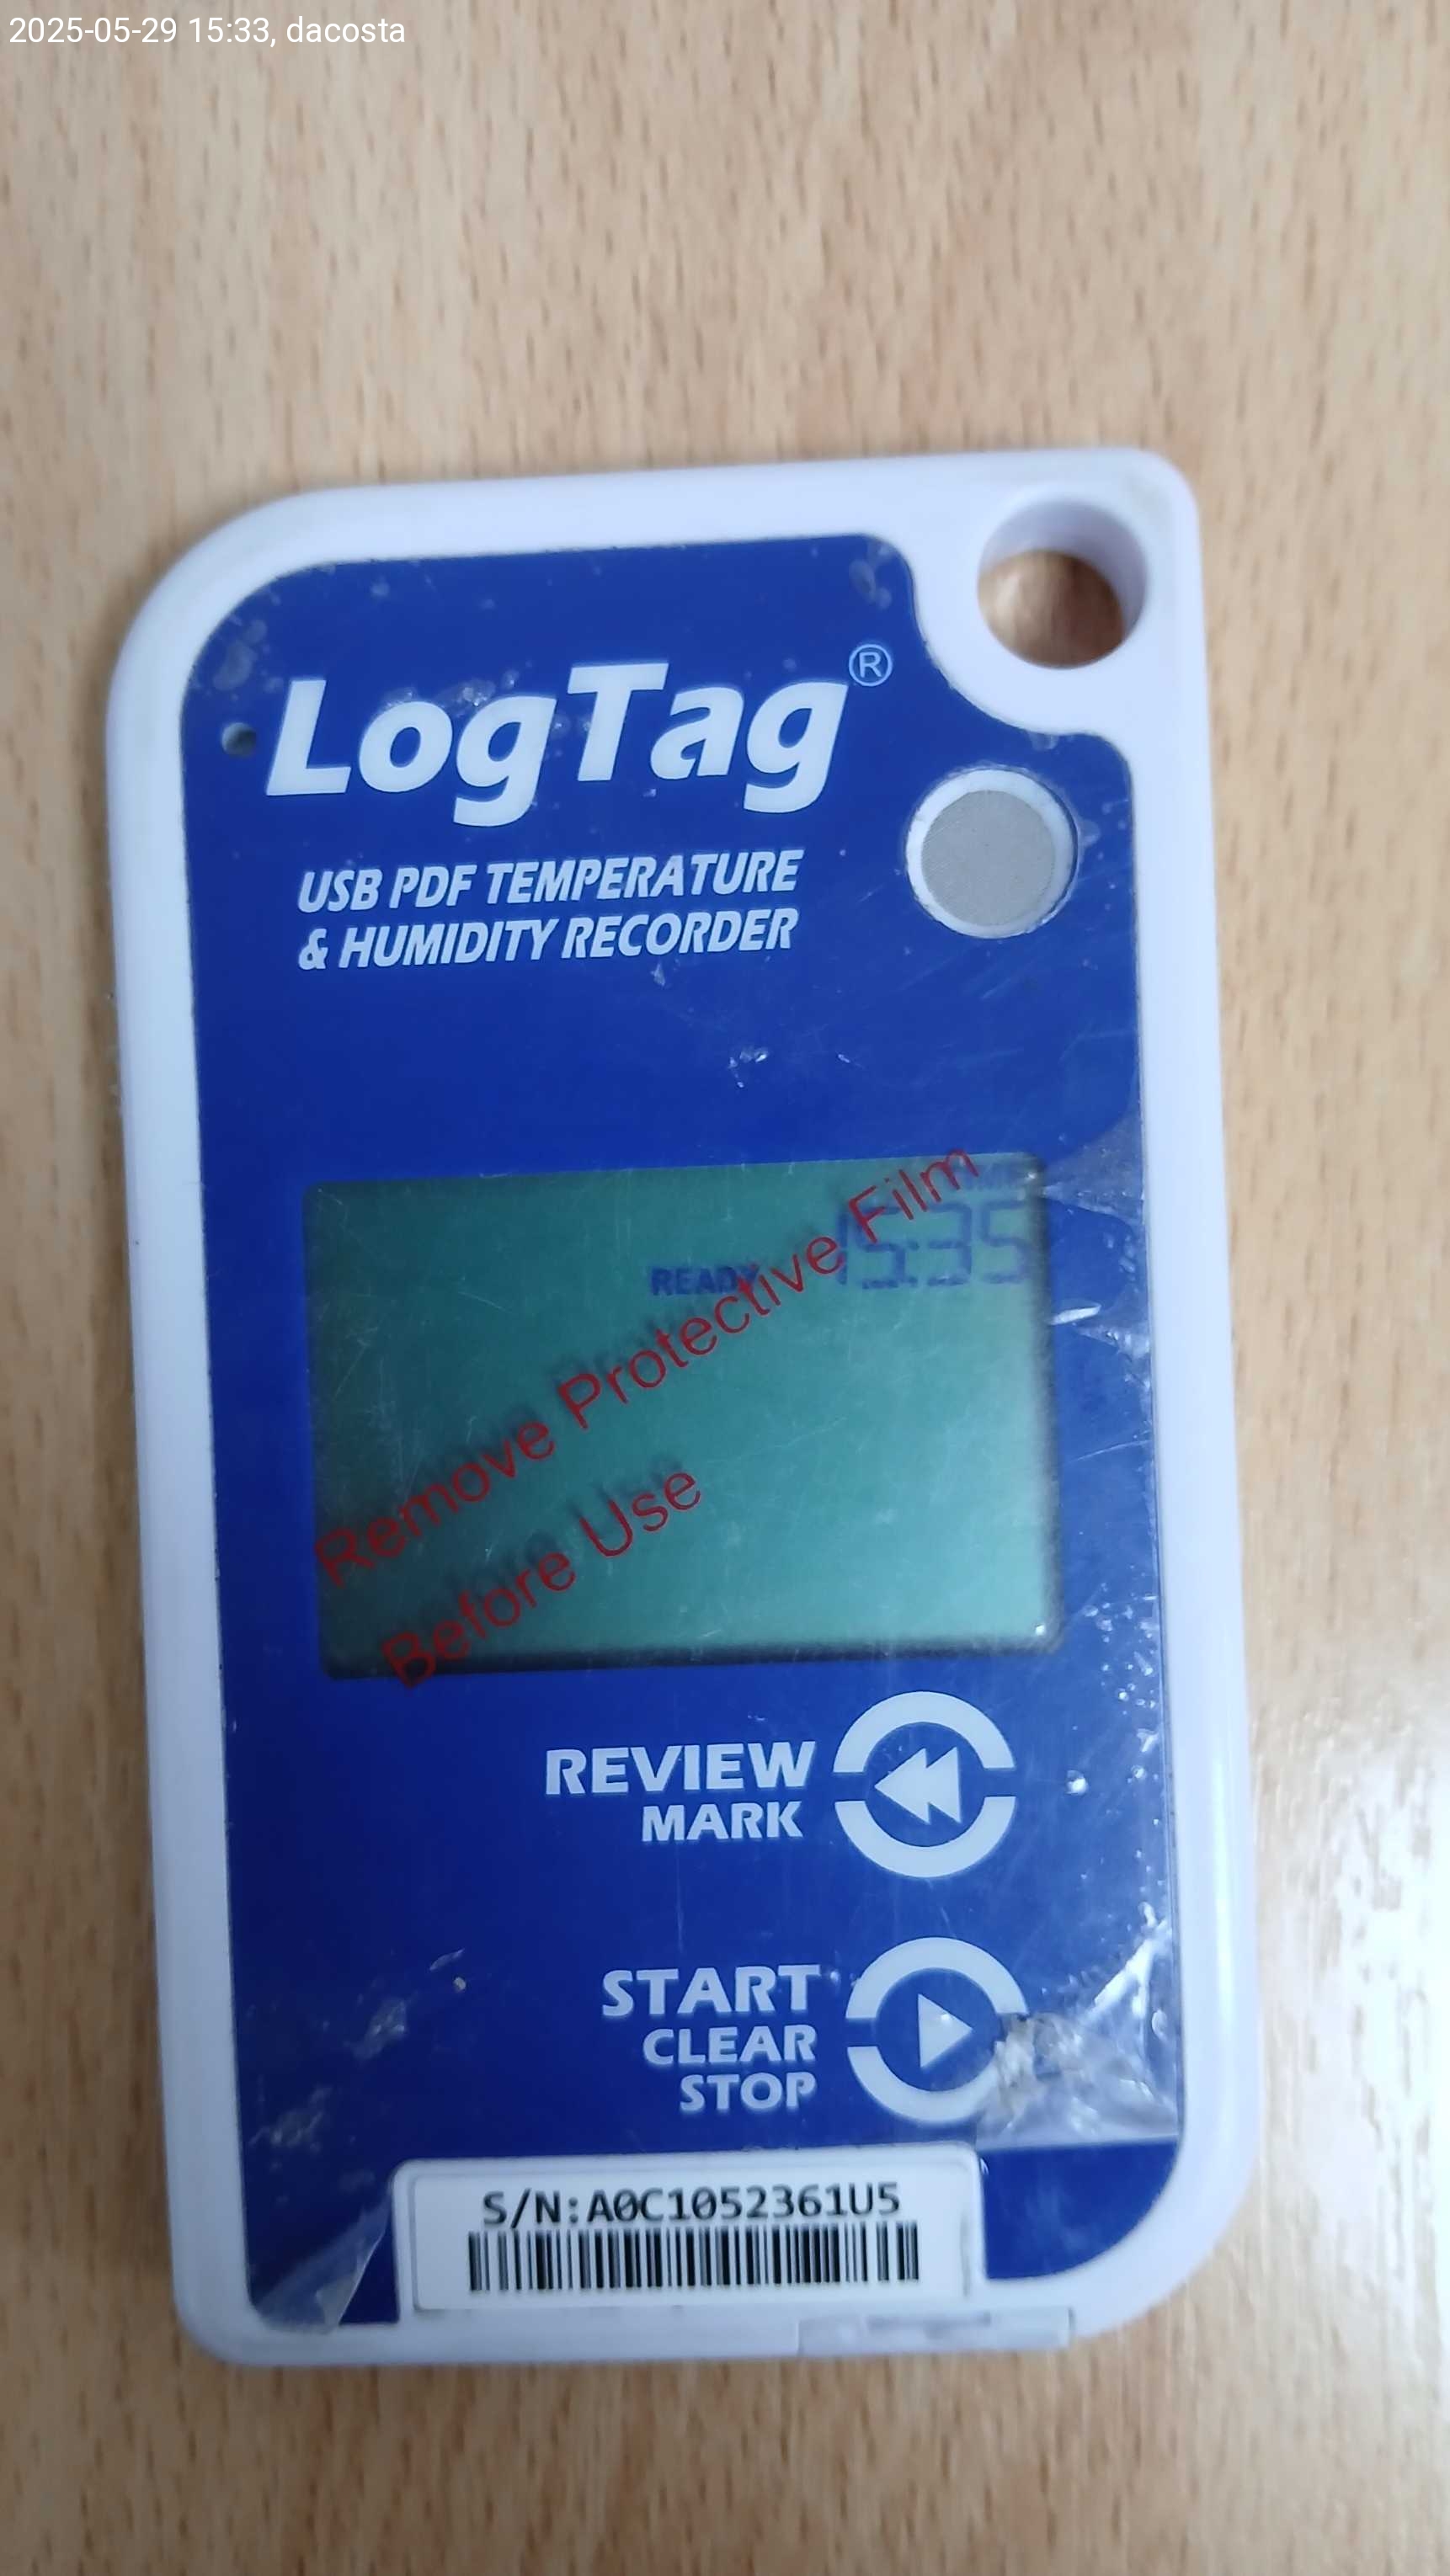 2025-05-29 15:33, dacosta
LogTag®
USB PDF TEMPERATURE
& HUMIDITY RECORDER
READY 15:35
Remove Protective Film
Before Use
REVIEW
MARK
START
CLEAR
STOP
S/N:A0C1052361U5